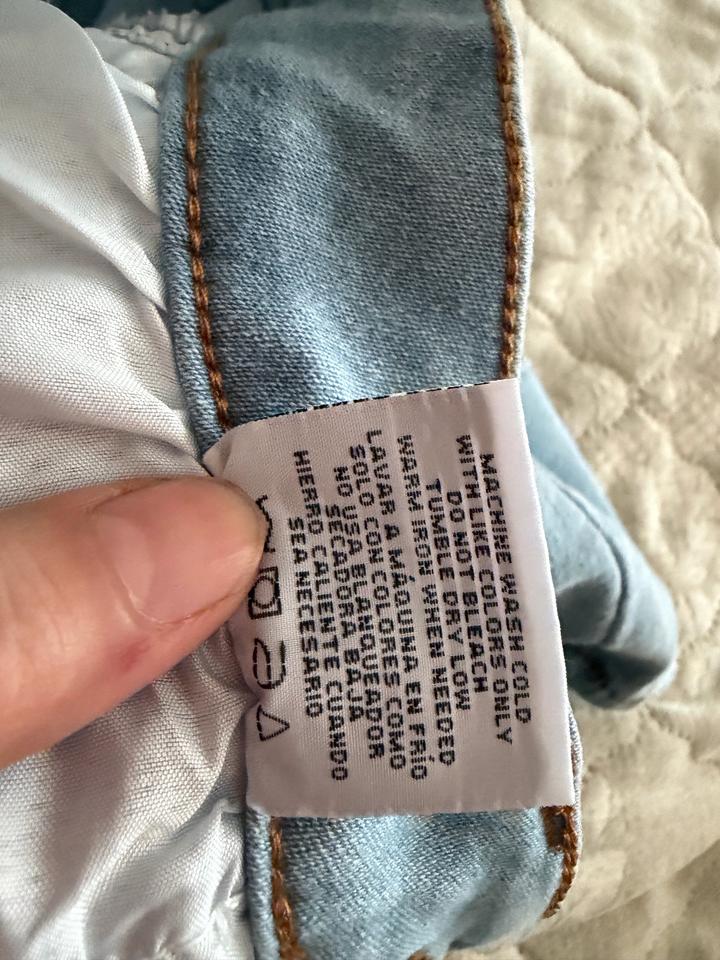 MACHINE WASH COLD
WITH LIKE COLORS ONLY
DO NOT BLEACH
TUMBLE DRY LOW
WARM IRON WHEN NEEDED
LAVAR A MÁQUINA EN FRÍO
SOLO CON COLORES COMO
NO USA BLANQUEADOR
SECADORA BAJA
HIERRO CALIENTE CUANDO
SEA NECESARIO